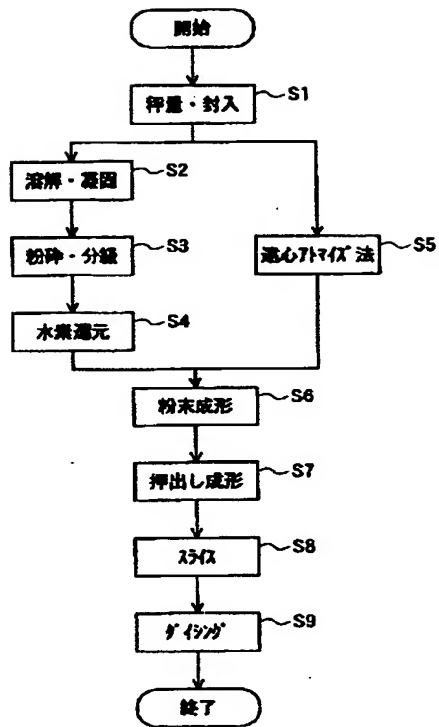 開始
秤量・封入
S1
溶解・凝固
S2
粉砕・分級
S3
遠心ｱﾄﾏｲｽﾞ法
S5
水素還元
S4
粉末成形
S6
押出し成形
S7
ｽﾗｲｽ
S8
ﾀﾞｲｼﾝｸﾞ
S9
終了